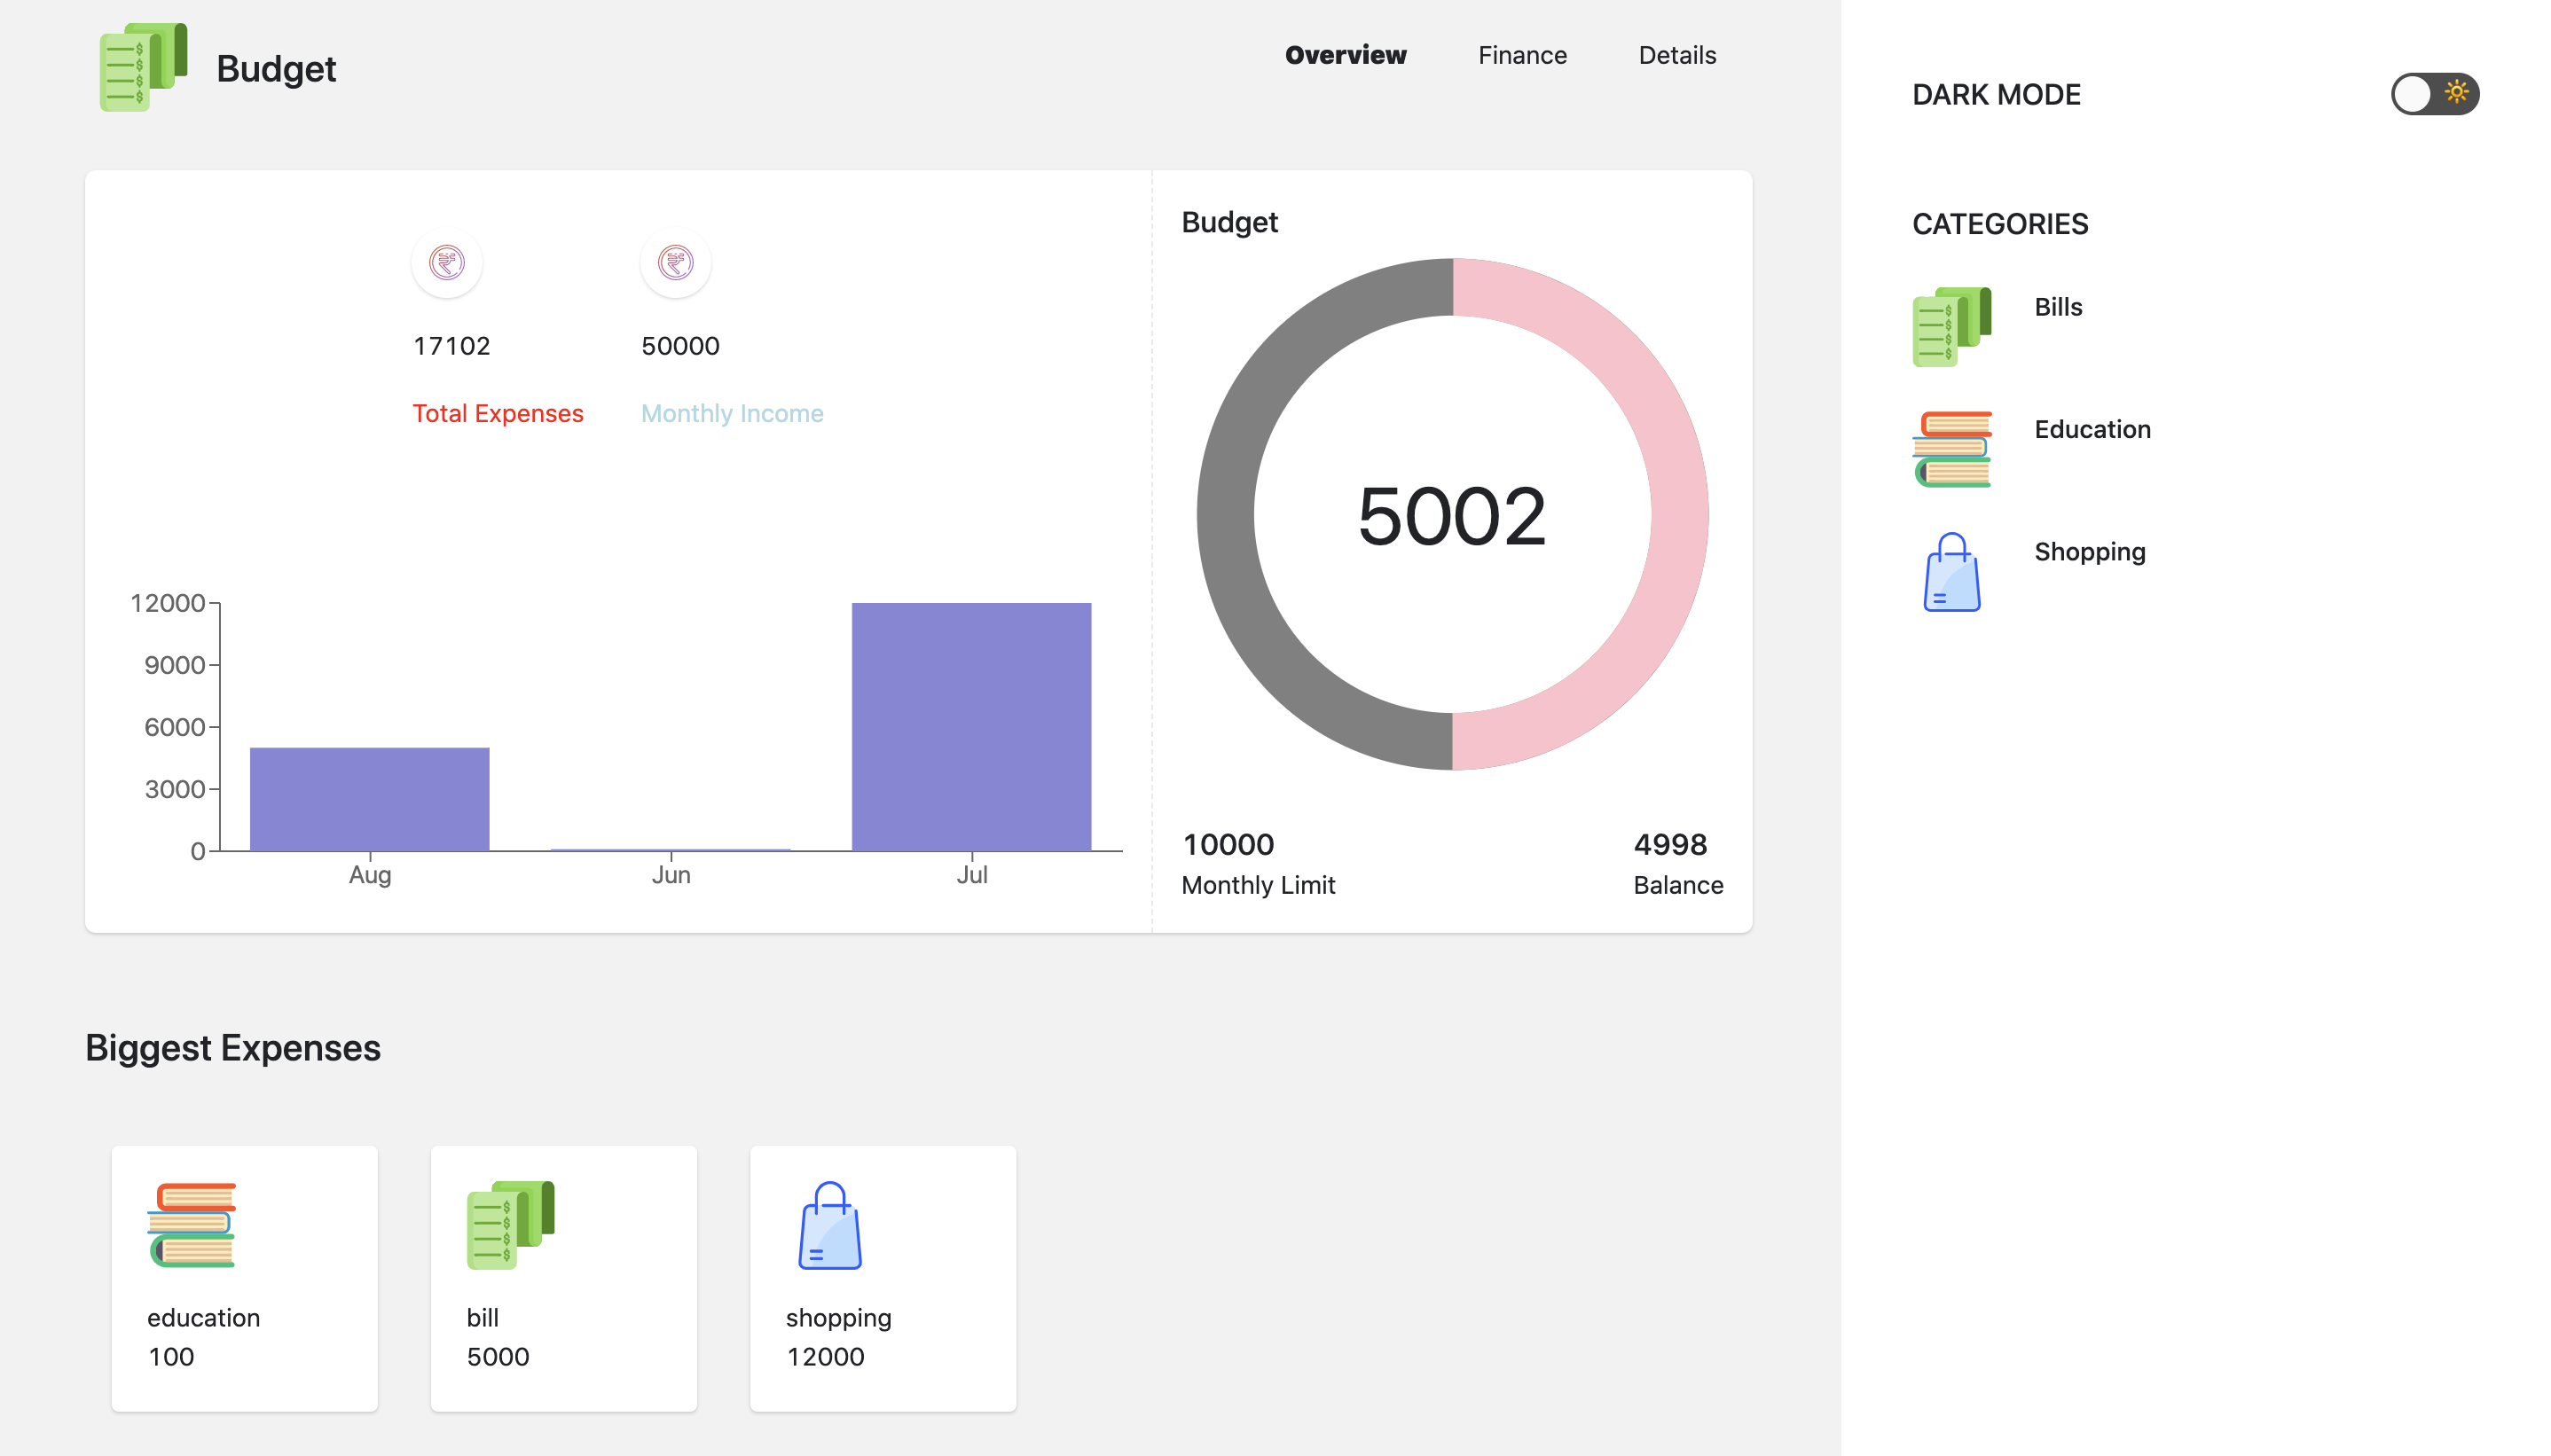 Budget
Overview Finance Details
DARK MODE
CATEGORIES
Bills
Education
Shopping
17102 50000
Total Expenses Monthly Income
12000
9000
6000
3000
0
Aug Jun Jul
Budget
5002
10000 4998
Monthly Limit Balance
Biggest Expenses
education
100
bill
5000
shopping
12000